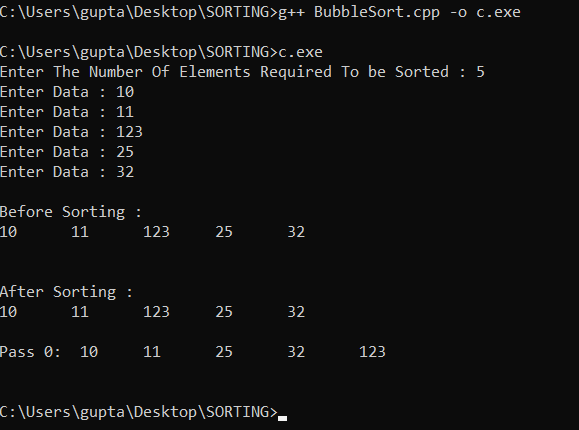 C:\Users\gupta\Desktop\SORTING>g++ BubbleSort.cpp -o c.exe
C:\Users\gupta\Desktop\SORTING>c.exe
Enter The Number Of Elements Required To be Sorted : 5
Enter Data : 10
Enter Data : 11
Enter Data : 123
Enter Data : 25
Enter Data : 32
Before Sorting :
10 11 123 25 32
After Sorting :
10 11 123 25 32
Pass 0: 10 11 25 32 123
C:\Users\gupta\Desktop\SORTING>